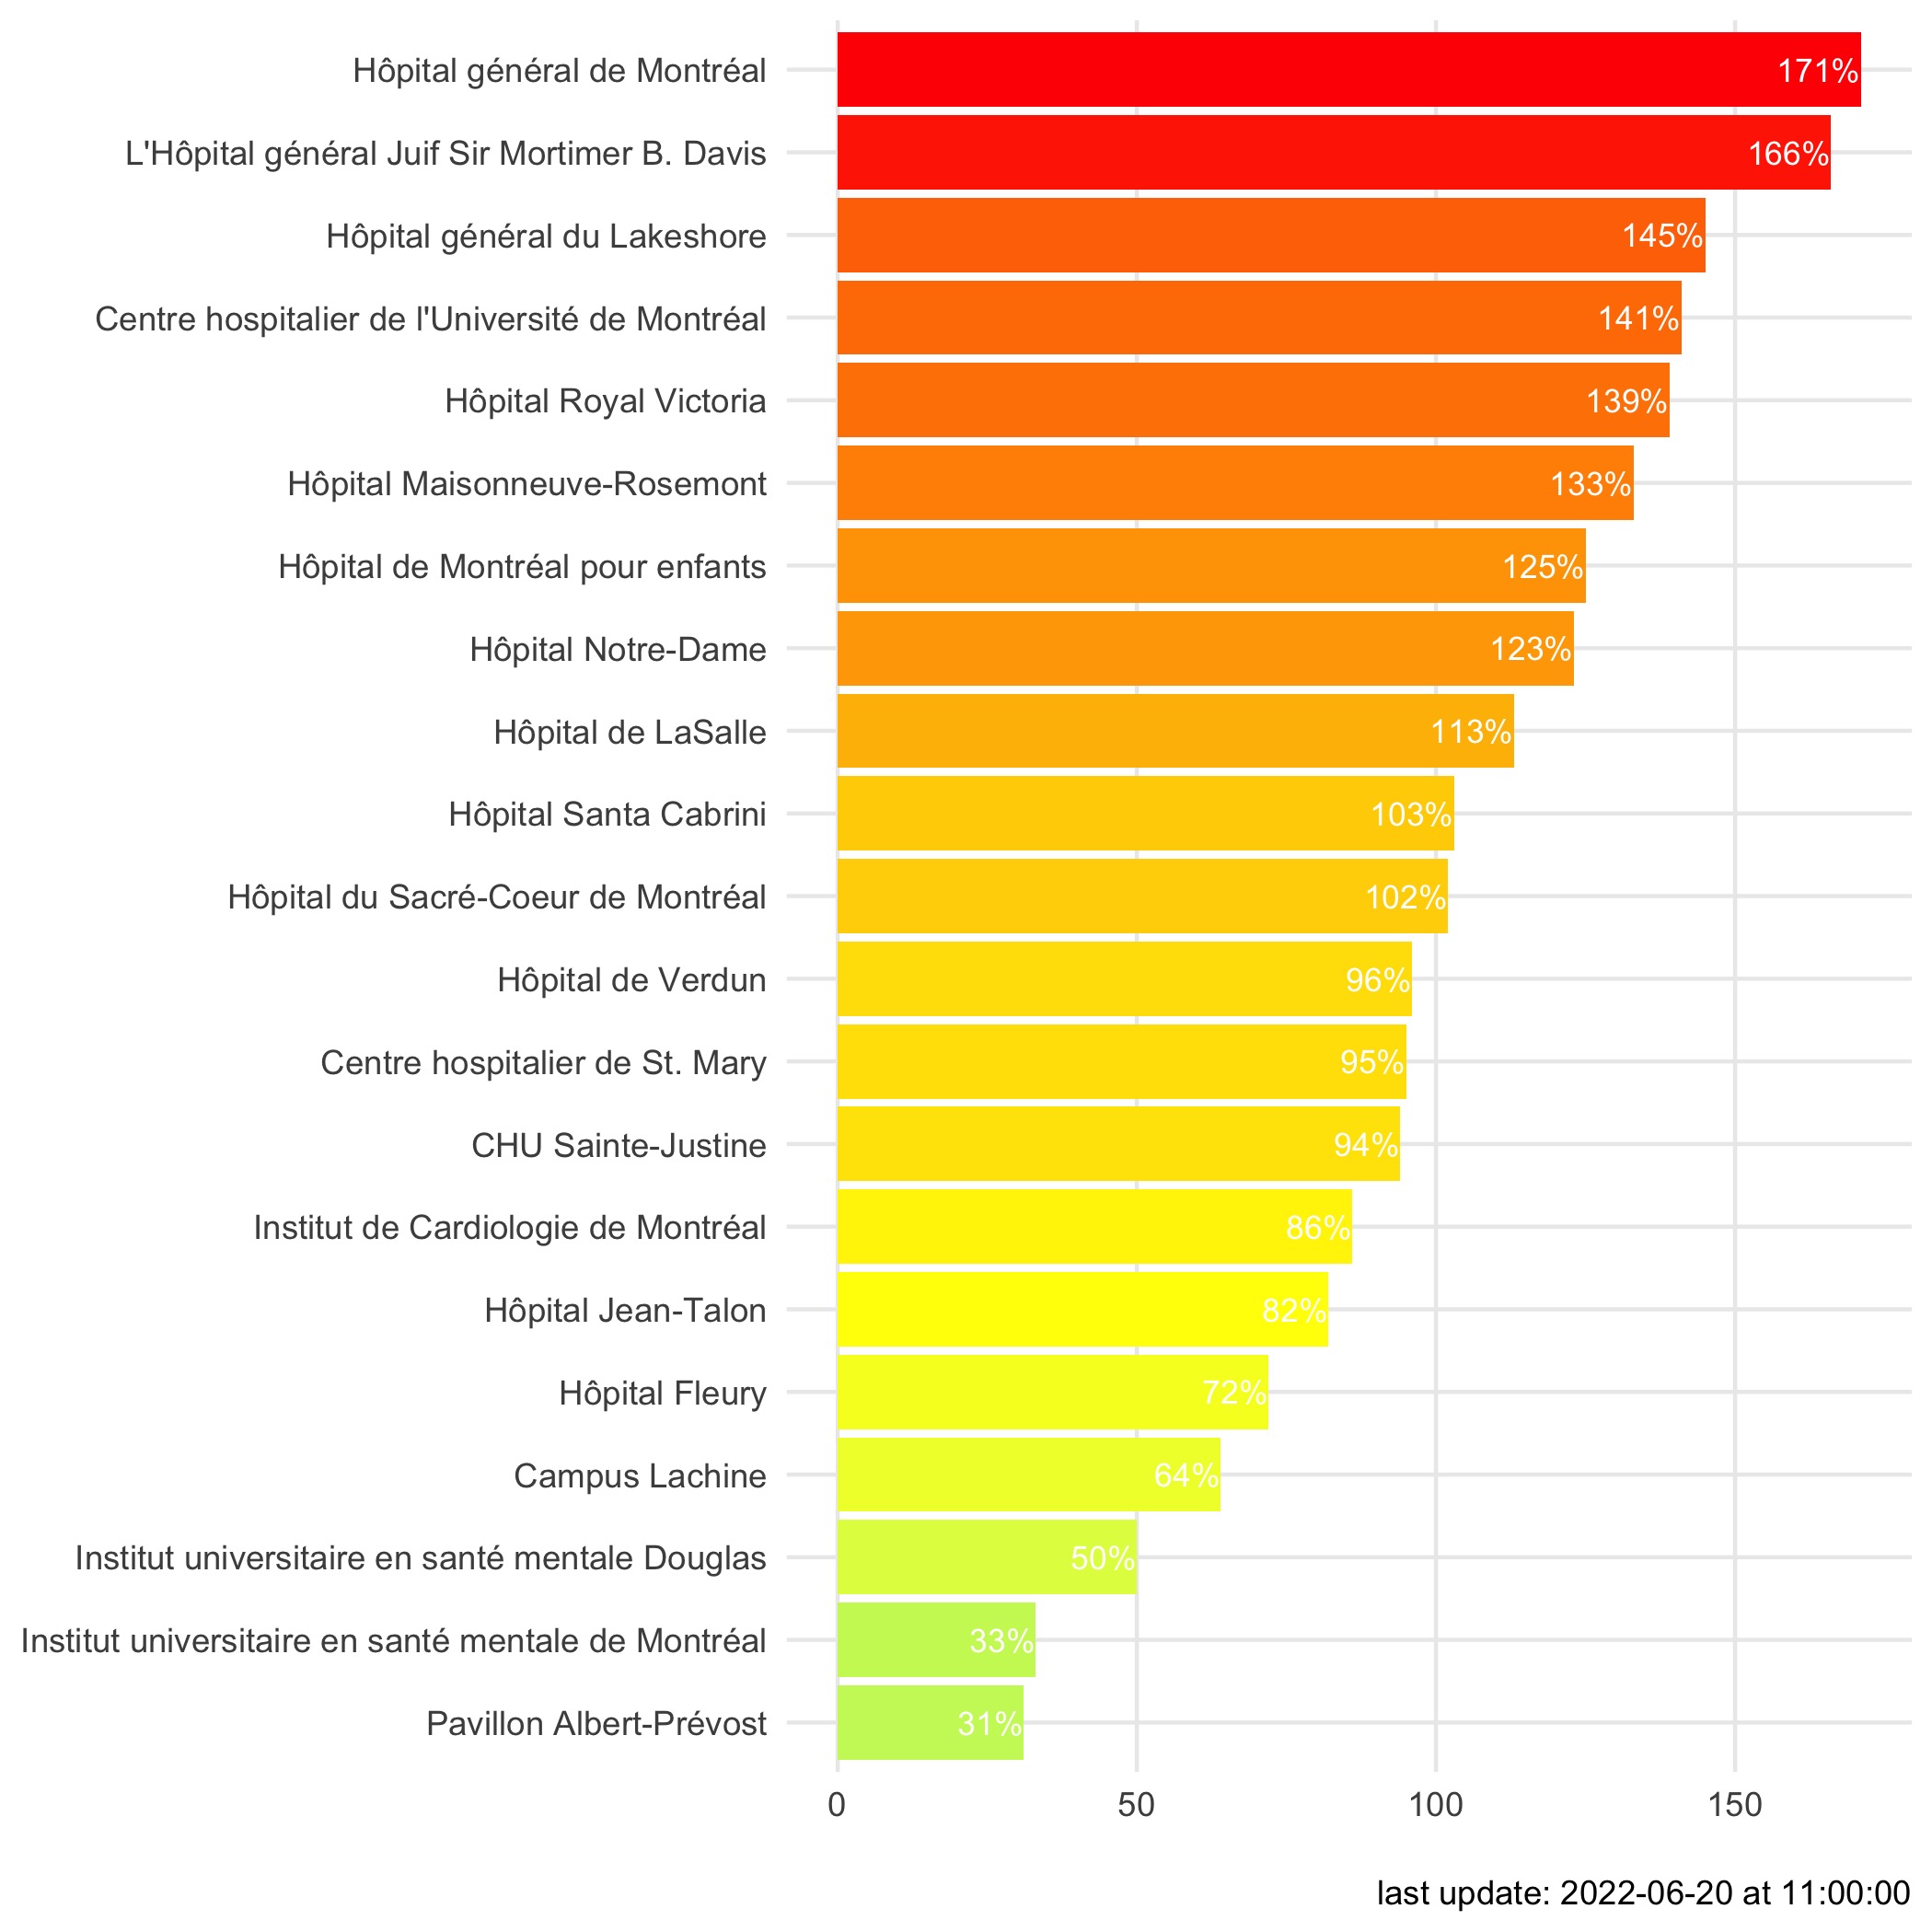 Hôpital général de Montréal 171%
L'Hôpital général Juif Sir Mortimer B. Davis 166%
Hôpital général du Lakeshore 145%
Centre hospitalier de l'Université de Montréal 141%
Hôpital Royal Victoria 139%
Hôpital Maisonneuve-Rosemont 133%
Hôpital de Montréal pour enfants 125%
Hôpital Notre-Dame 123%
Hôpital de LaSalle 113%
Hôpital Santa Cabrini 103%
Hôpital du Sacré-Coeur de Montréal 102%
Hôpital de Verdun 96%
Centre hospitalier de St. Mary 95%
CHU Sainte-Justine 94%
Institut de Cardiologie de Montréal 86%
Hôpital Jean-Talon 82%
Hôpital Fleury 72%
Campus Lachine 64%
Institut universitaire en santé mentale Douglas 50%
Institut universitaire en santé mentale de Montréal 33%
Pavillon Albert-Prévost 31%
0 50 100 150
last update: 2022-06-20 at 11:00:00